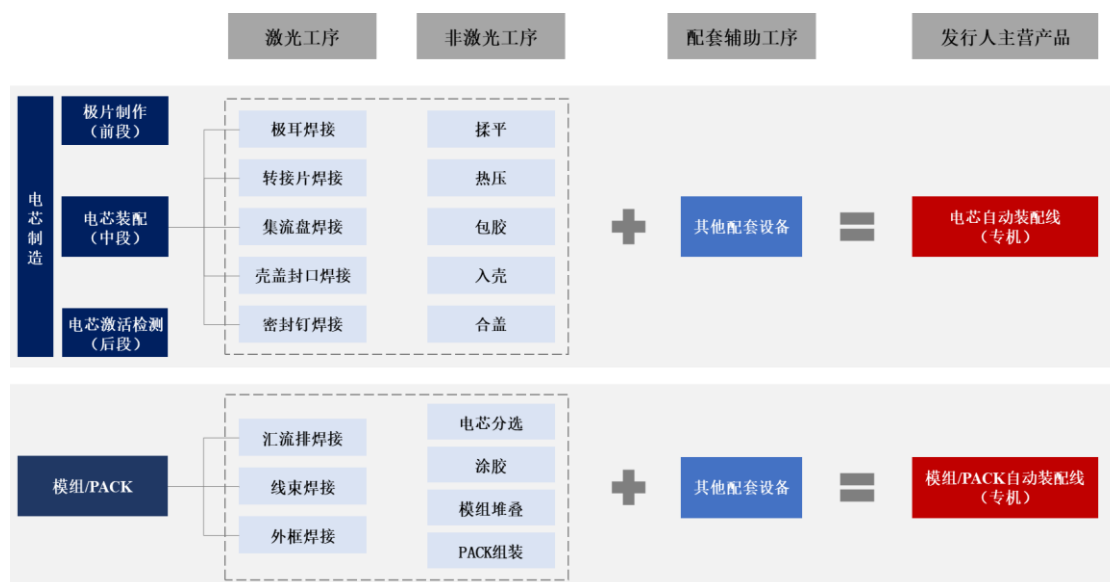 激光工序
非激光工序
配套辅助工序
发行人主营产品
电
芯
制
造
极片制作
（前段）
电芯装配
（中段）
电芯激活检测
（后段）
极耳焊接
揉平
转接片焊接
热压
集流盘焊接
包胶
壳盖封口焊接
入壳
密封钉焊接
合盖
其他配套设备
电芯自动装配线
（专机）
模组/PACK
汇流排焊接
线束焊接
外框焊接
电芯分选
涂胶
模组堆叠
PACK组装
其他配套设备
模组/PACK自动装配线
（专机）